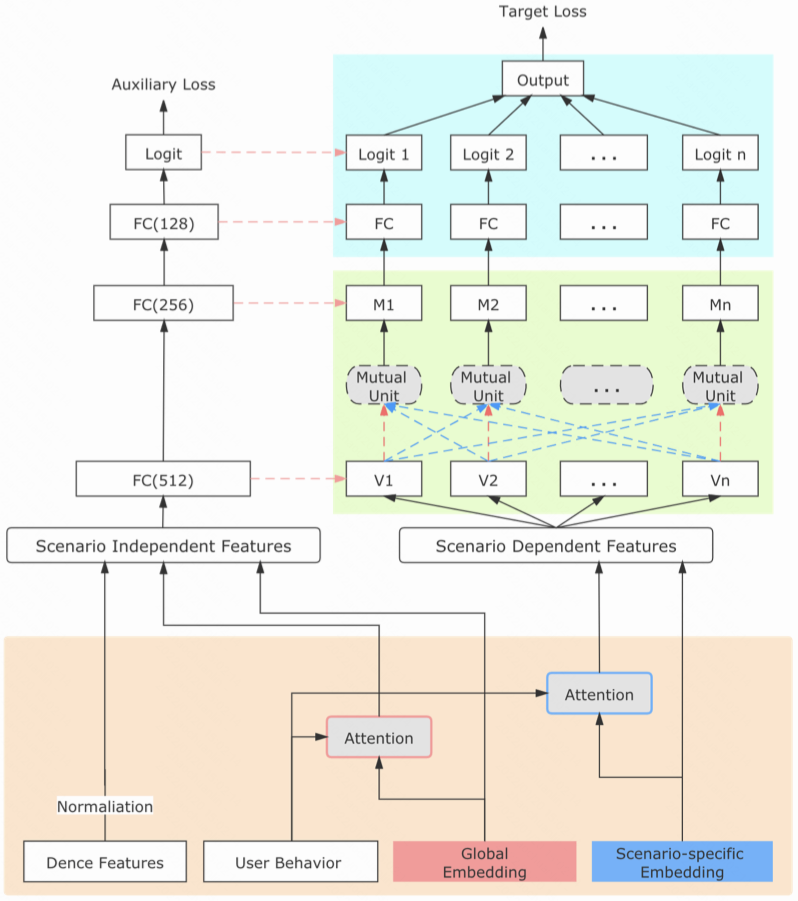 Target Loss
Output
Auxiliary Loss
Logit
Logit 1
Logit 2
...
Logit n
FC(128)
FC
FC
...
FC
FC(256)
M1
M2
...
Mn
Mutual
Unit
Mutual
Unit
...
Mutual
Unit
FC(512)
V1
V2
...
Vn
Scenario Independent Features
Scenario Dependent Features
Attention
Attention
Normaliation
Dence Features
User Behavior
Global
Embedding
Scenario-specific
Embedding